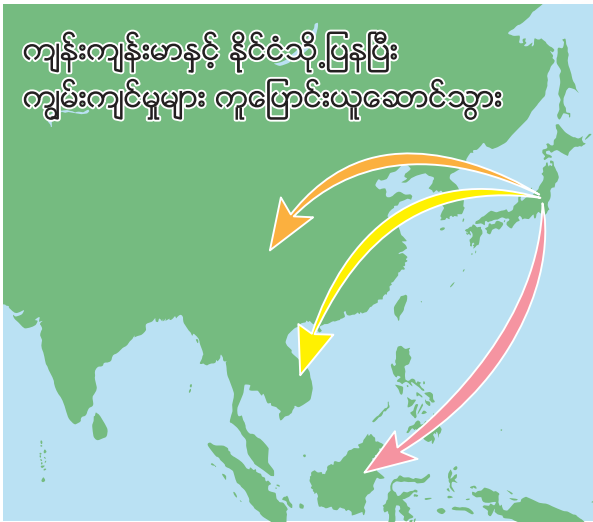 ကျန်းကျန်းမာနှင့် နိုင်ငံသို့ပြန်ပြီး
ကျွမ်းကျင်မှုများ ကူပြောင်းယူဆောင်သွား